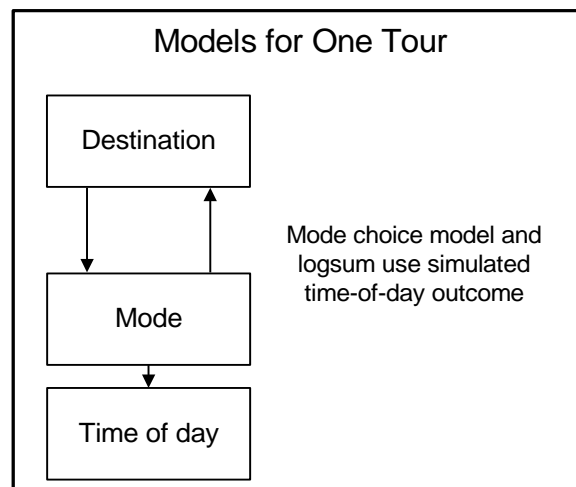 Models for One Tour
Destination
Mode choice model and
logsum use simulated
time-of-day outcome
Mode
Time of day